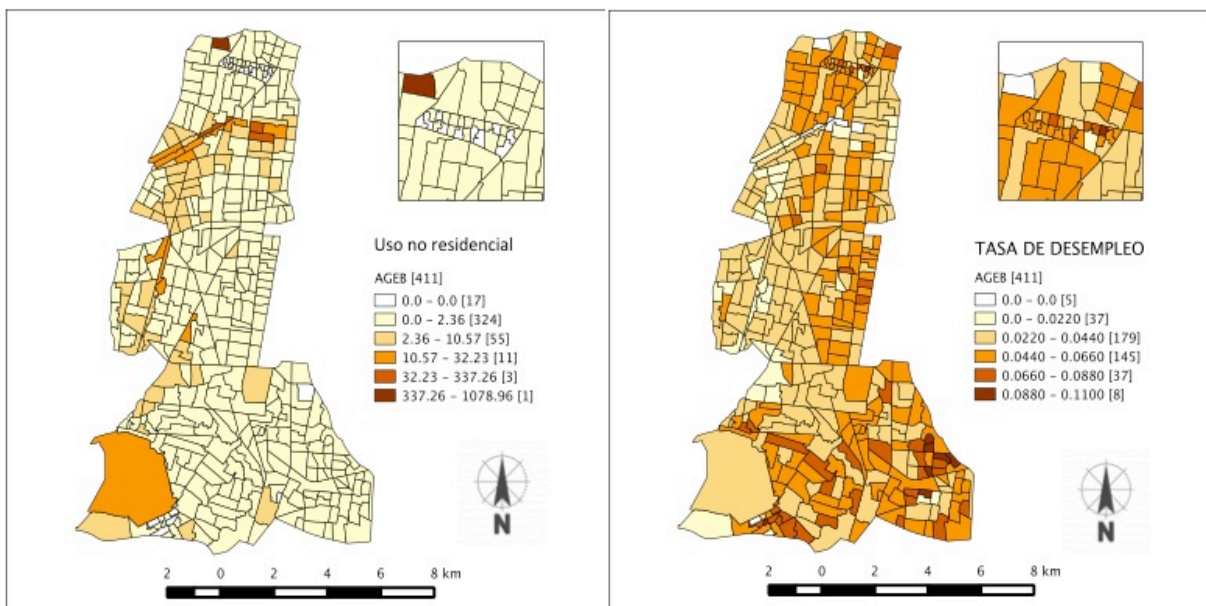 Uso no residencial
AGEB [411]
0.0 – 0.0 [17]
0.0 – 2.36 [324]
2.36 – 10.57 [55]
10.57 – 32.23 [11]
32.23 – 337.26 [3]
337.26 – 1078.96 [1]
N
2 0 2 4 6 8 km
TASA DE DESEMPLEO
AGEB [411]
0.0 – 0.0 [5]
0.0 – 0.0220 [37]
0.0220 – 0.0440 [179]
0.0440 – 0.0660 [145]
0.0660 – 0.0880 [37]
0.0880 – 0.1100 [8]
N
2 0 2 4 6 8 km